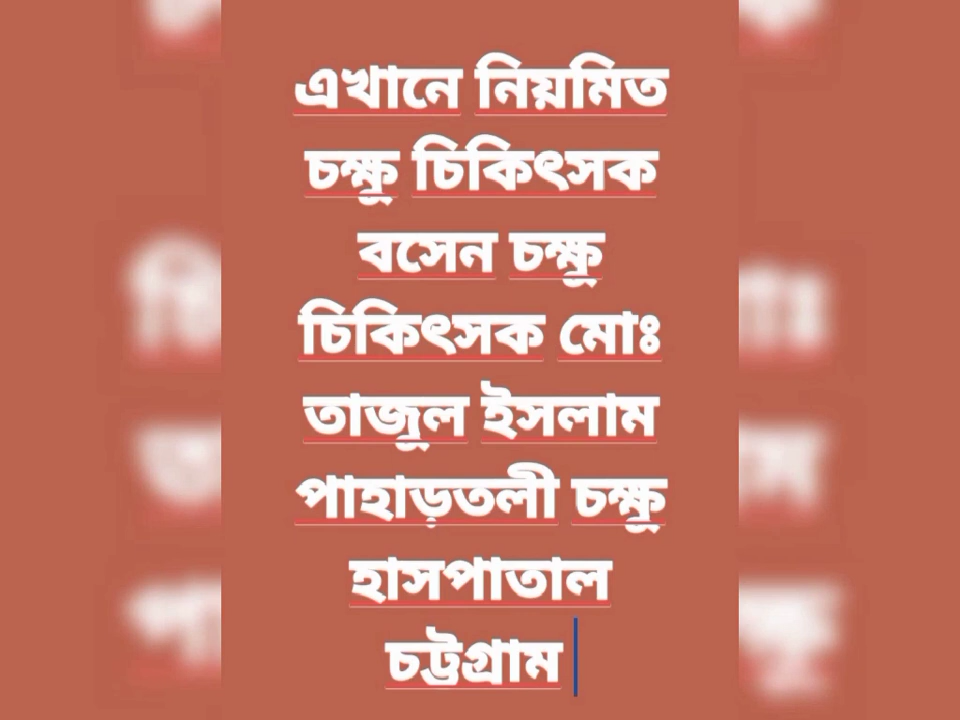 এখানে নিয়মিত
চক্ষু চিকিৎসক
বসেন চক্ষু
চিকিৎসক মোঃ
তাজুল ইসলাম
পাহাড়তলী চক্ষু
হাসপাতাল
চট্টগ্রাম